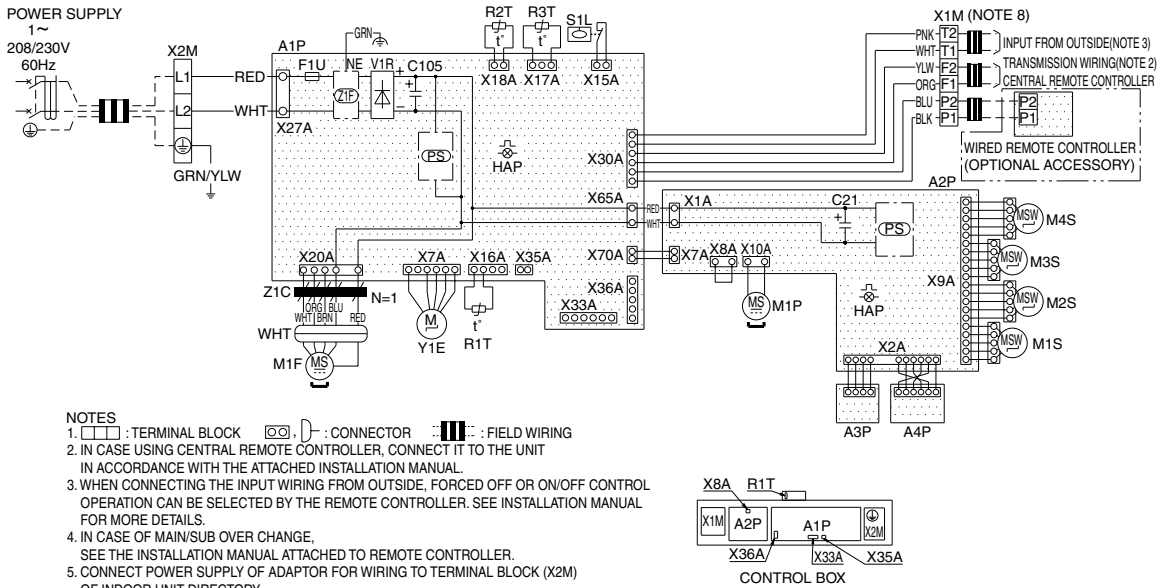 POWER SUPPLY
1~
208/230V
60Hz
X2M
L1
L2
GRN/YLW
RED
WHT
A1P
X27A
F1U
GRN
NE
Z1F
V1R
+
−
C105
PS
HAP
R2T
t°
X18A
R3T
t°
X17A
S1L
X15A
X30A
X65A
X70A
X36A
X33A
X35A
X16A
X7A
X20A
Z1C
N=1
ORG
BLU
WHT
BRN
RED
WHT
M1F
MS
M
Y1E
t°
R1T
X1M (NOTE 8)
PNK T2
WHT T1
YLW F2
ORG F1
BLU P2
BLK P1
INPUT FROM OUTSIDE(NOTE 3)
TRANSMISSION WIRING(NOTE 2)
CENTRAL REMOTE CONTROLLER
P2
P1
WIRED REMOTE CONTROLLER
(OPTIONAL ACCESSORY)
A2P
RED
WHT
X1A
X7A
X8A
X10A
MS
M1P
C21
+
PS
HAP
X9A
X2A
MSW
M4S
MSW
M3S
MSW
M2S
MSW
M1S
A3P
A4P
NOTES
1. : TERMINAL BLOCK , : CONNECTOR : FIELD WIRING
2. IN CASE USING CENTRAL REMOTE CONTROLLER, CONNECT IT TO THE UNIT
IN ACCORDANCE WITH THE ATTACHED INSTALLATION MANUAL.
3. WHEN CONNECTING THE INPUT WIRING FROM OUTSIDE, FORCED OFF OR ON/OFF CONTROL
OPERATION CAN BE SELECTED BY THE REMOTE CONTROLLER. SEE INSTALLATION MANUAL
FOR MORE DETAILS.
4. IN CASE OF MAIN/SUB OVER CHANGE,
SEE THE INSTALLATION MANUAL ATTACHED TO REMOTE CONTROLLER.
5. CONNECT POWER SUPPLY OF ADAPTOR FOR WIRING TO TERMINAL BLOCK (X2M)
OF INDOOR UNIT DIRECTORY.
X8A
R1T
X1M
A2P
A1P
X2M
X36A
X33A
X35A
CONTROL BOX